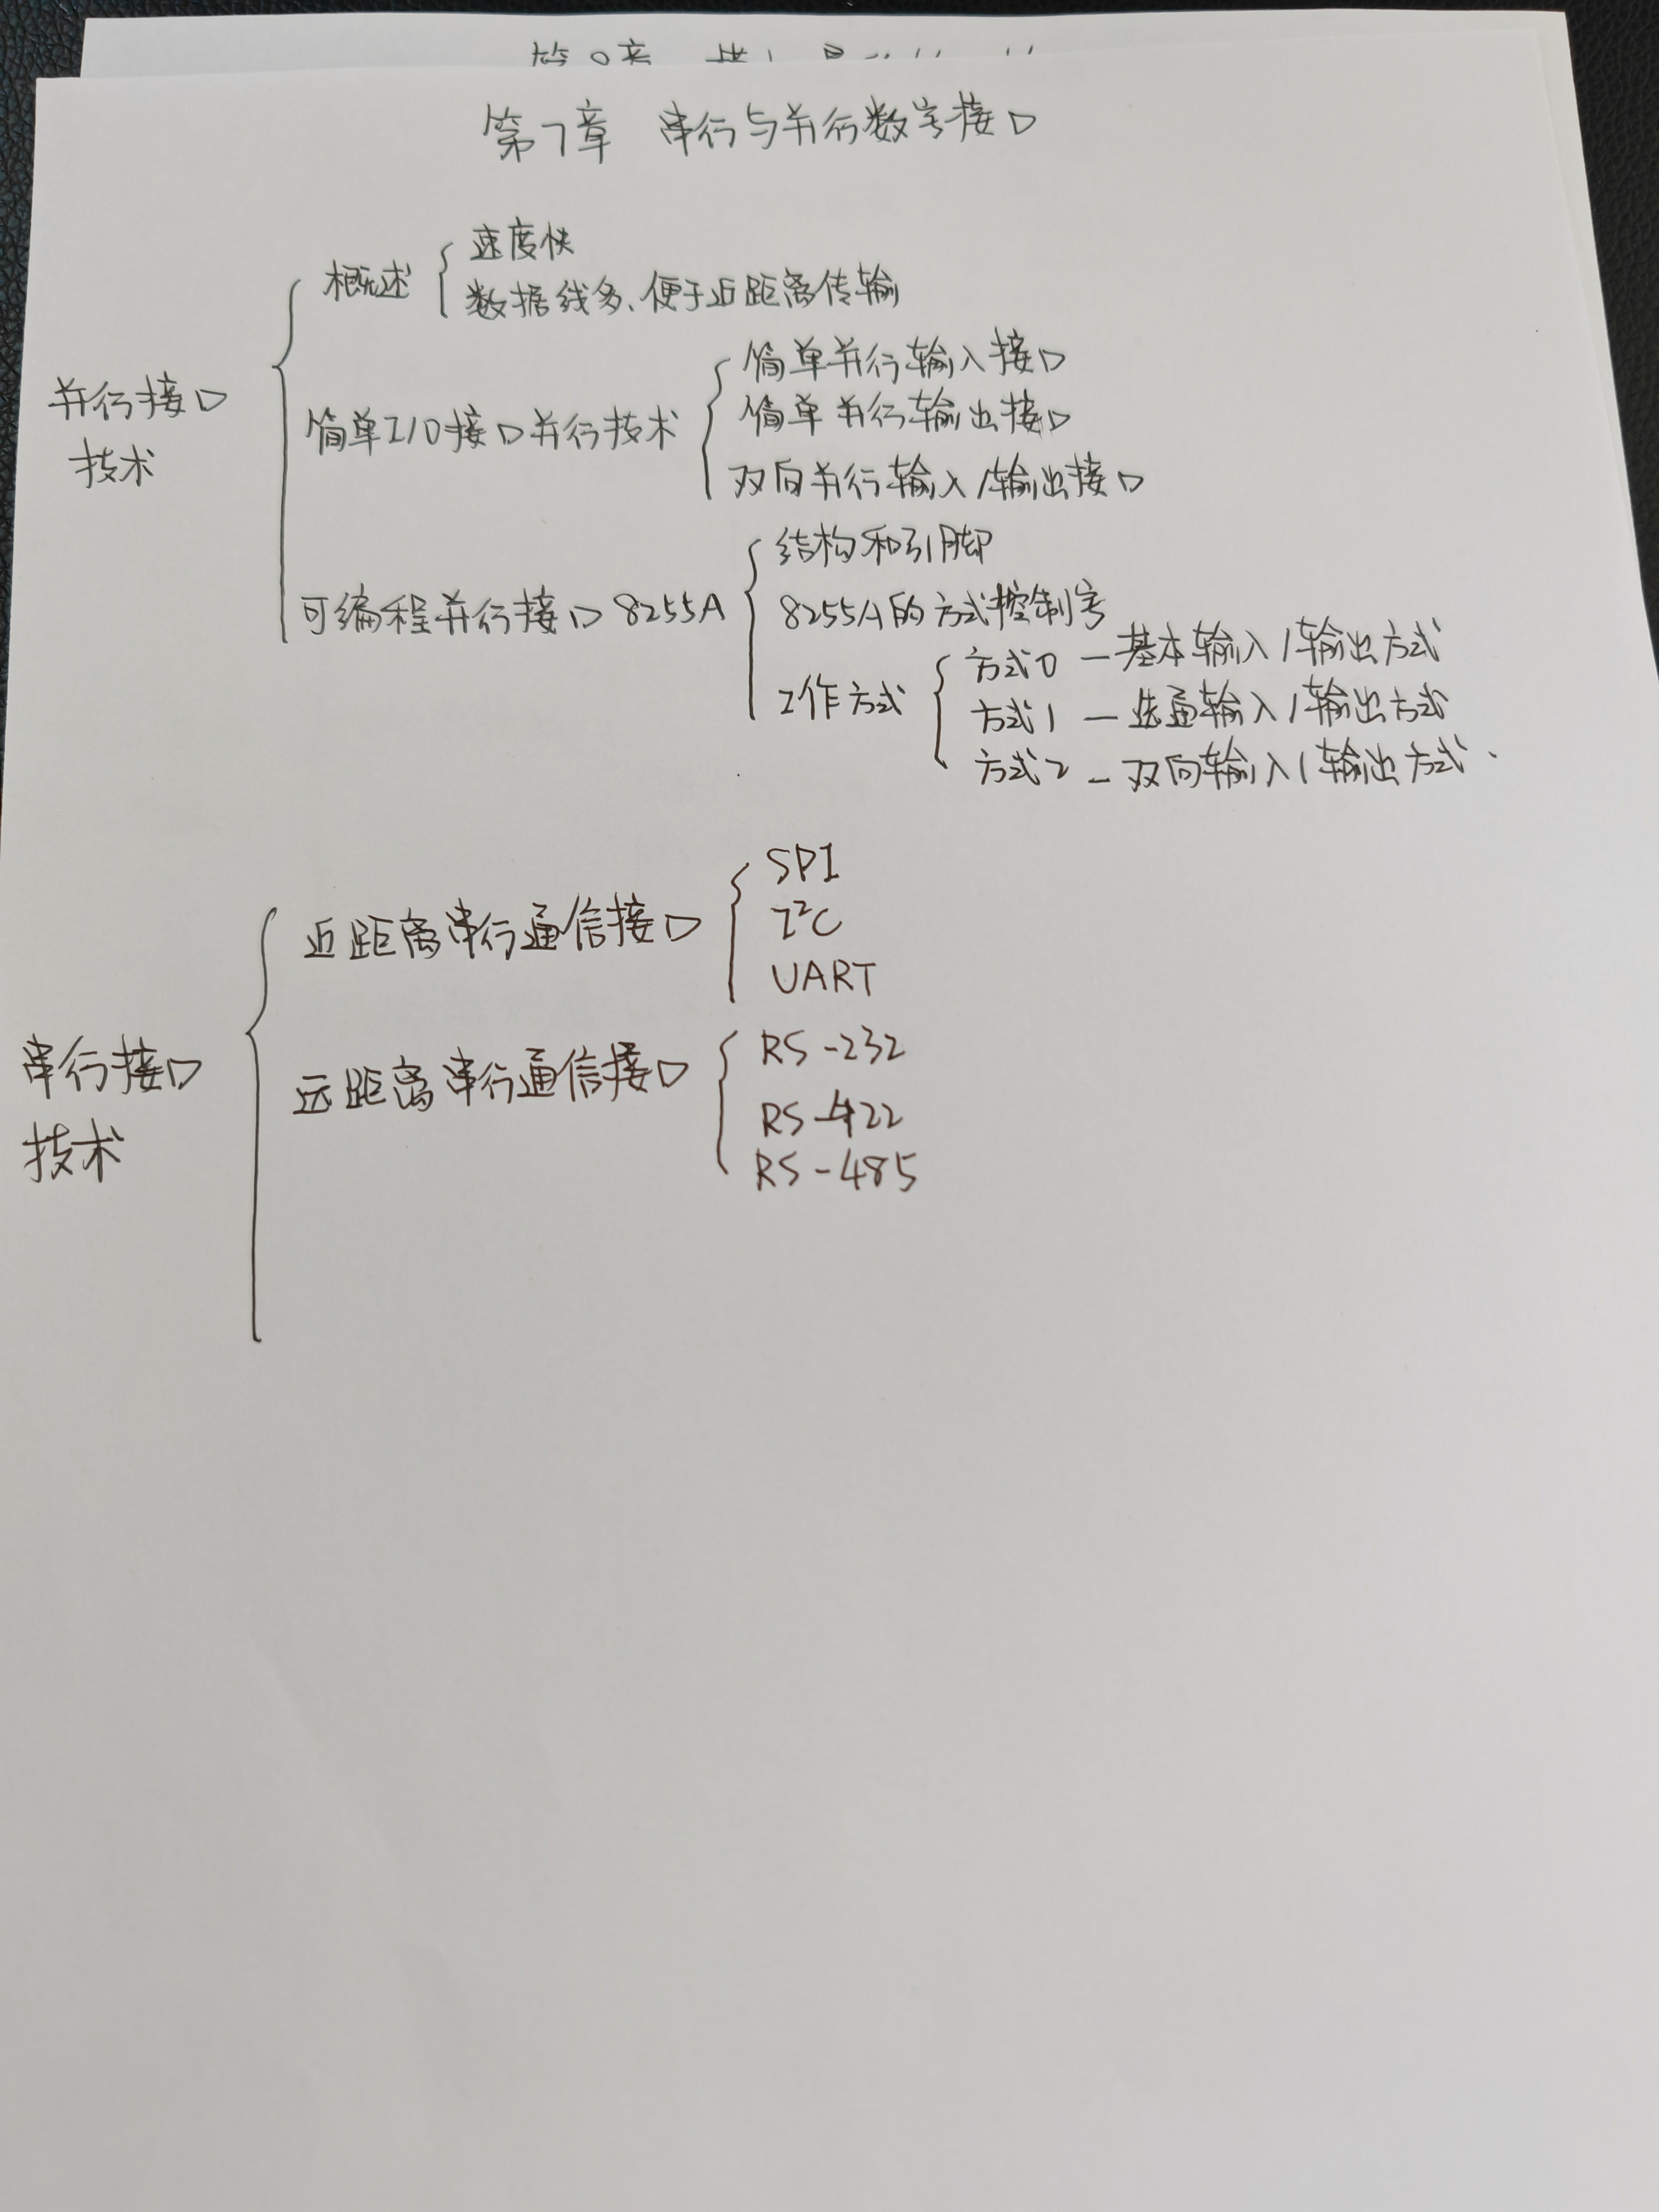 第7章 串行与并行数字接口
概述
速度快
数据线多、便于近距离传输
并行接口
技术
简单I/O接口并行技术
简单并行输入接口
简单并行输出接口
双向并行输入/输出接口
可编程并行接口8255A
结构和引脚
8255A的方式控制字
工作方式
方式0 — 基本输入/输出方式
方式1 — 选通输入/输出方式
方式2 — 双向输入/输出方式.
串行接口
技术
近距离串行通信接口
SPI
I²C
UART
远距离串行通信接口
RS-232
RS-422
RS-485